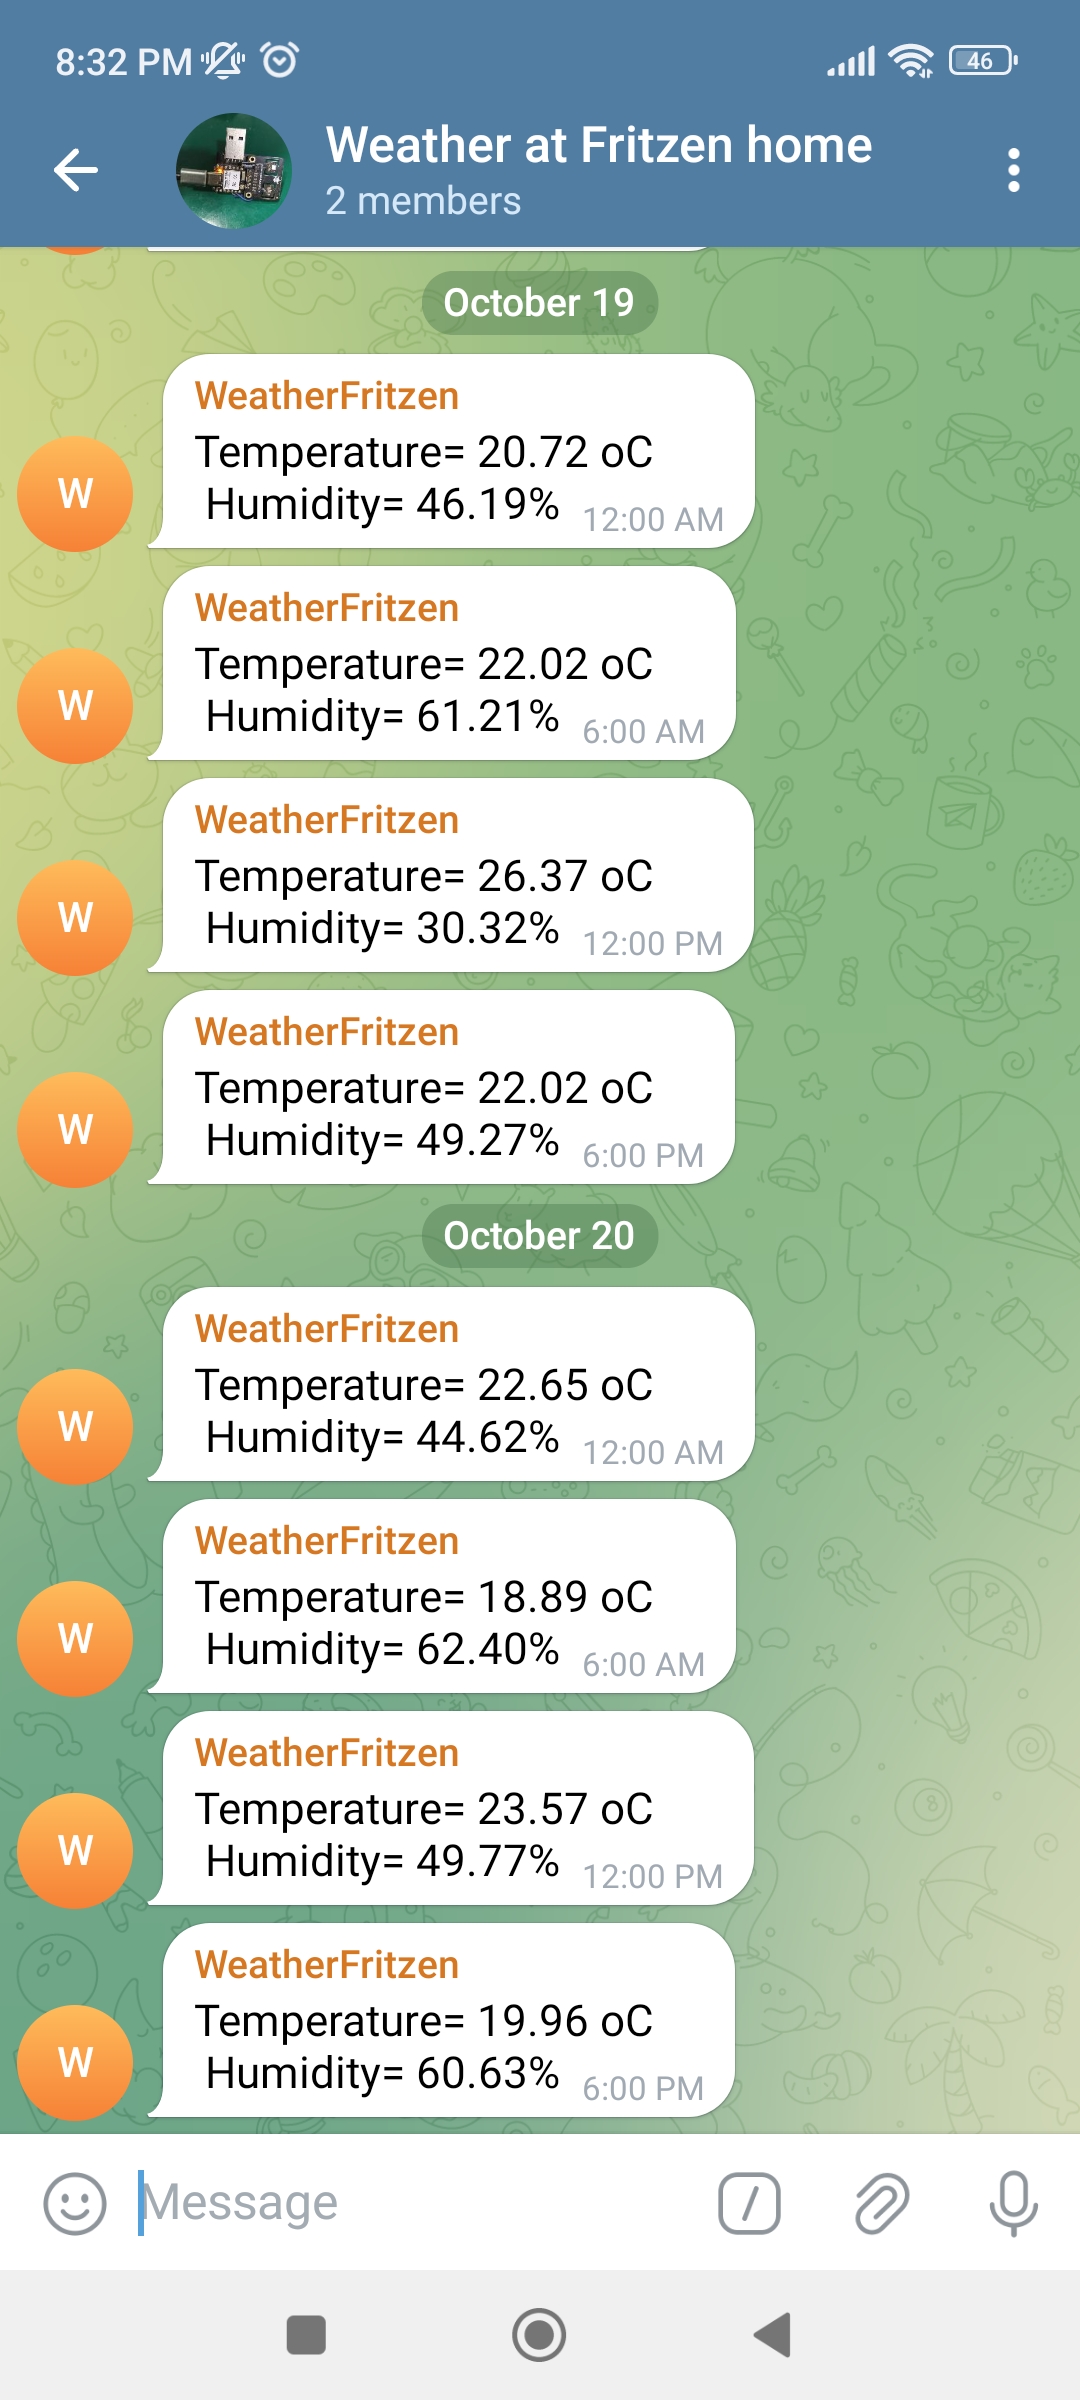 8:32 PM
46
Weather at Fritzen home
2 members
October 19
WeatherFritzen
Temperature= 20.72 oC
Humidity= 46.19% 12:00 AM
W
WeatherFritzen
Temperature= 22.02 oC
Humidity= 61.21% 6:00 AM
W
WeatherFritzen
Temperature= 26.37 oC
Humidity= 30.32% 12:00 PM
W
WeatherFritzen
Temperature= 22.02 oC
Humidity= 49.27% 6:00 PM
W
October 20
WeatherFritzen
Temperature= 22.65 oC
Humidity= 44.62% 12:00 AM
W
WeatherFritzen
Temperature= 18.89 oC
Humidity= 62.40% 6:00 AM
W
WeatherFritzen
Temperature= 23.57 oC
Humidity= 49.77% 12:00 PM
W
WeatherFritzen
Temperature= 19.96 oC
Humidity= 60.63% 6:00 PM
W
Message